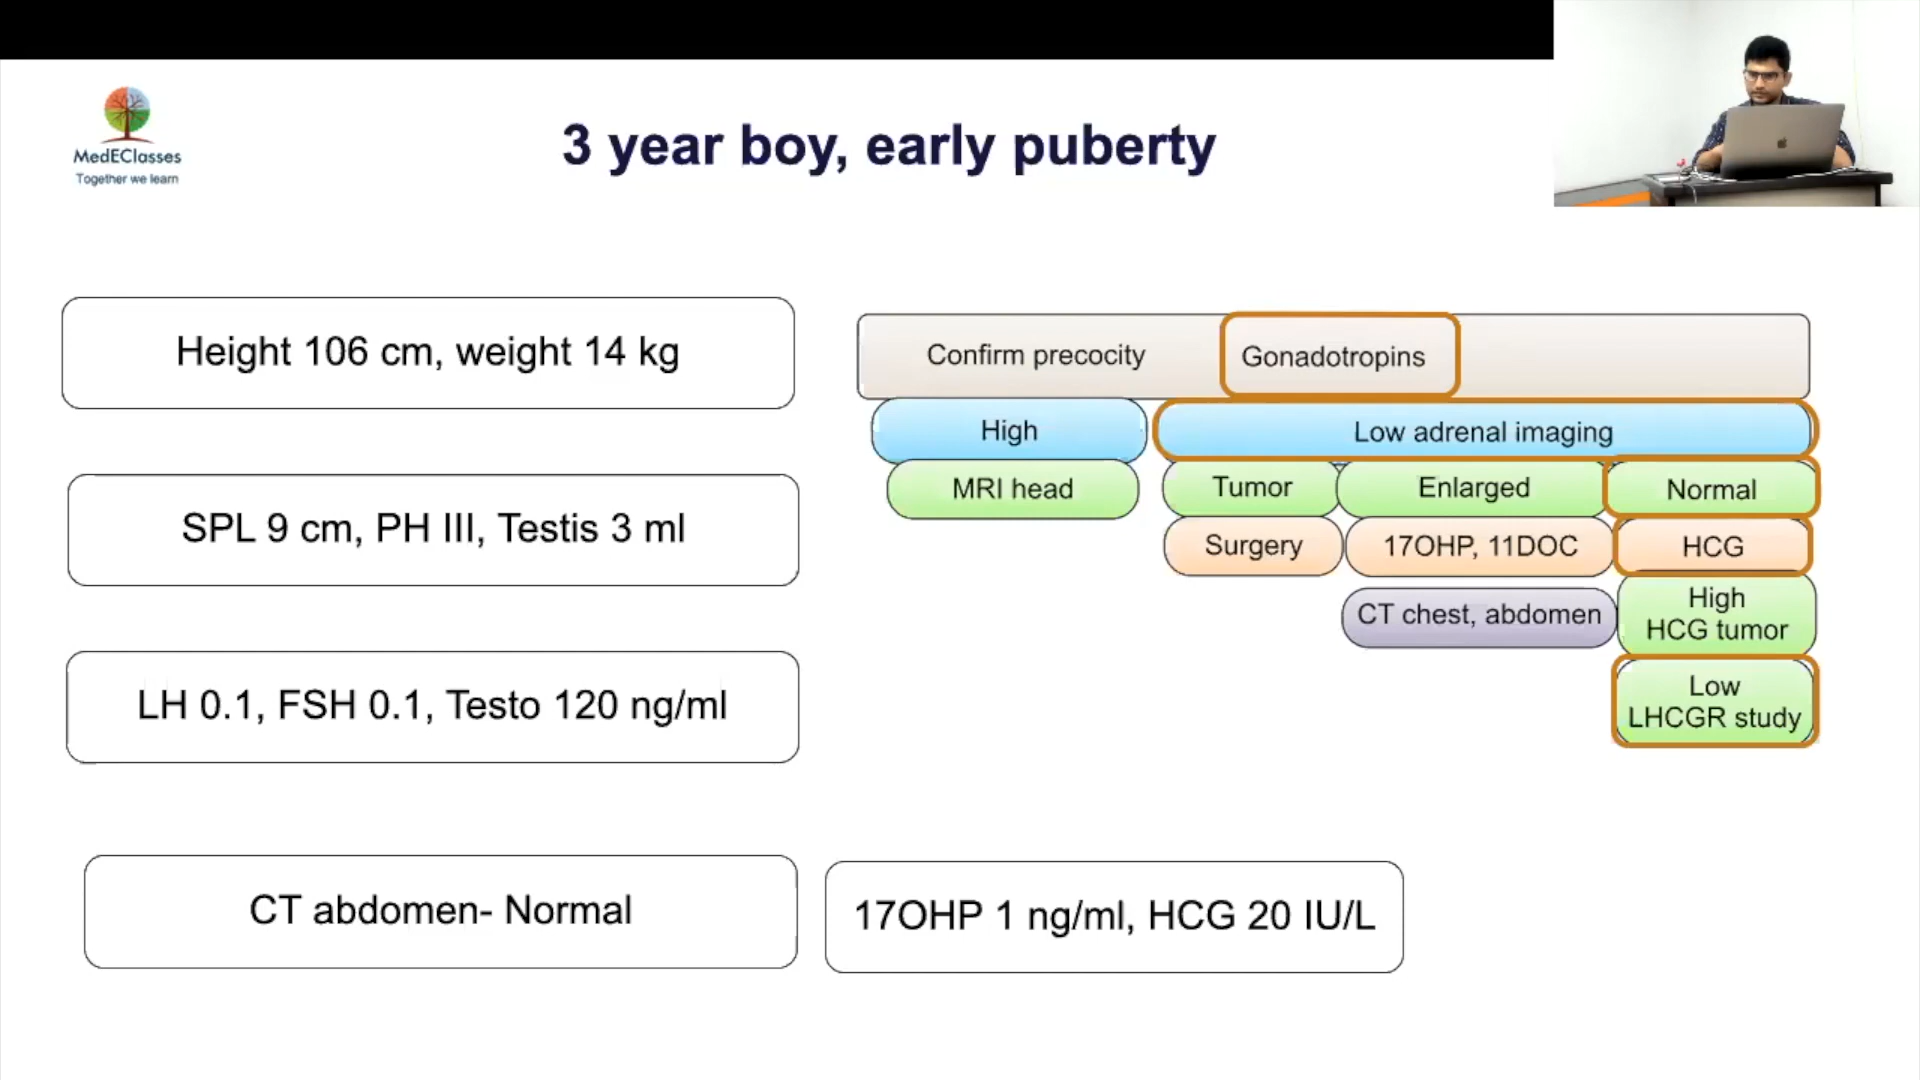 MedEClasses
Together we learn
3 year boy, early puberty
Height 106 cm, weight 14 kg
SPL 9 cm, PH III, Testis 3 ml
LH 0.1, FSH 0.1, Testo 120 ng/ml
CT abdomen- Normal
17OHP 1 ng/ml, HCG 20 IU/L
Confirm precocity
Gonadotropins
High
Low adrenal imaging
MRI head
Tumor
Enlarged
Normal
Surgery
17OHP, 11DOC
HCG
CT chest, abdomen
High
HCG tumor
Low
LHCGR study